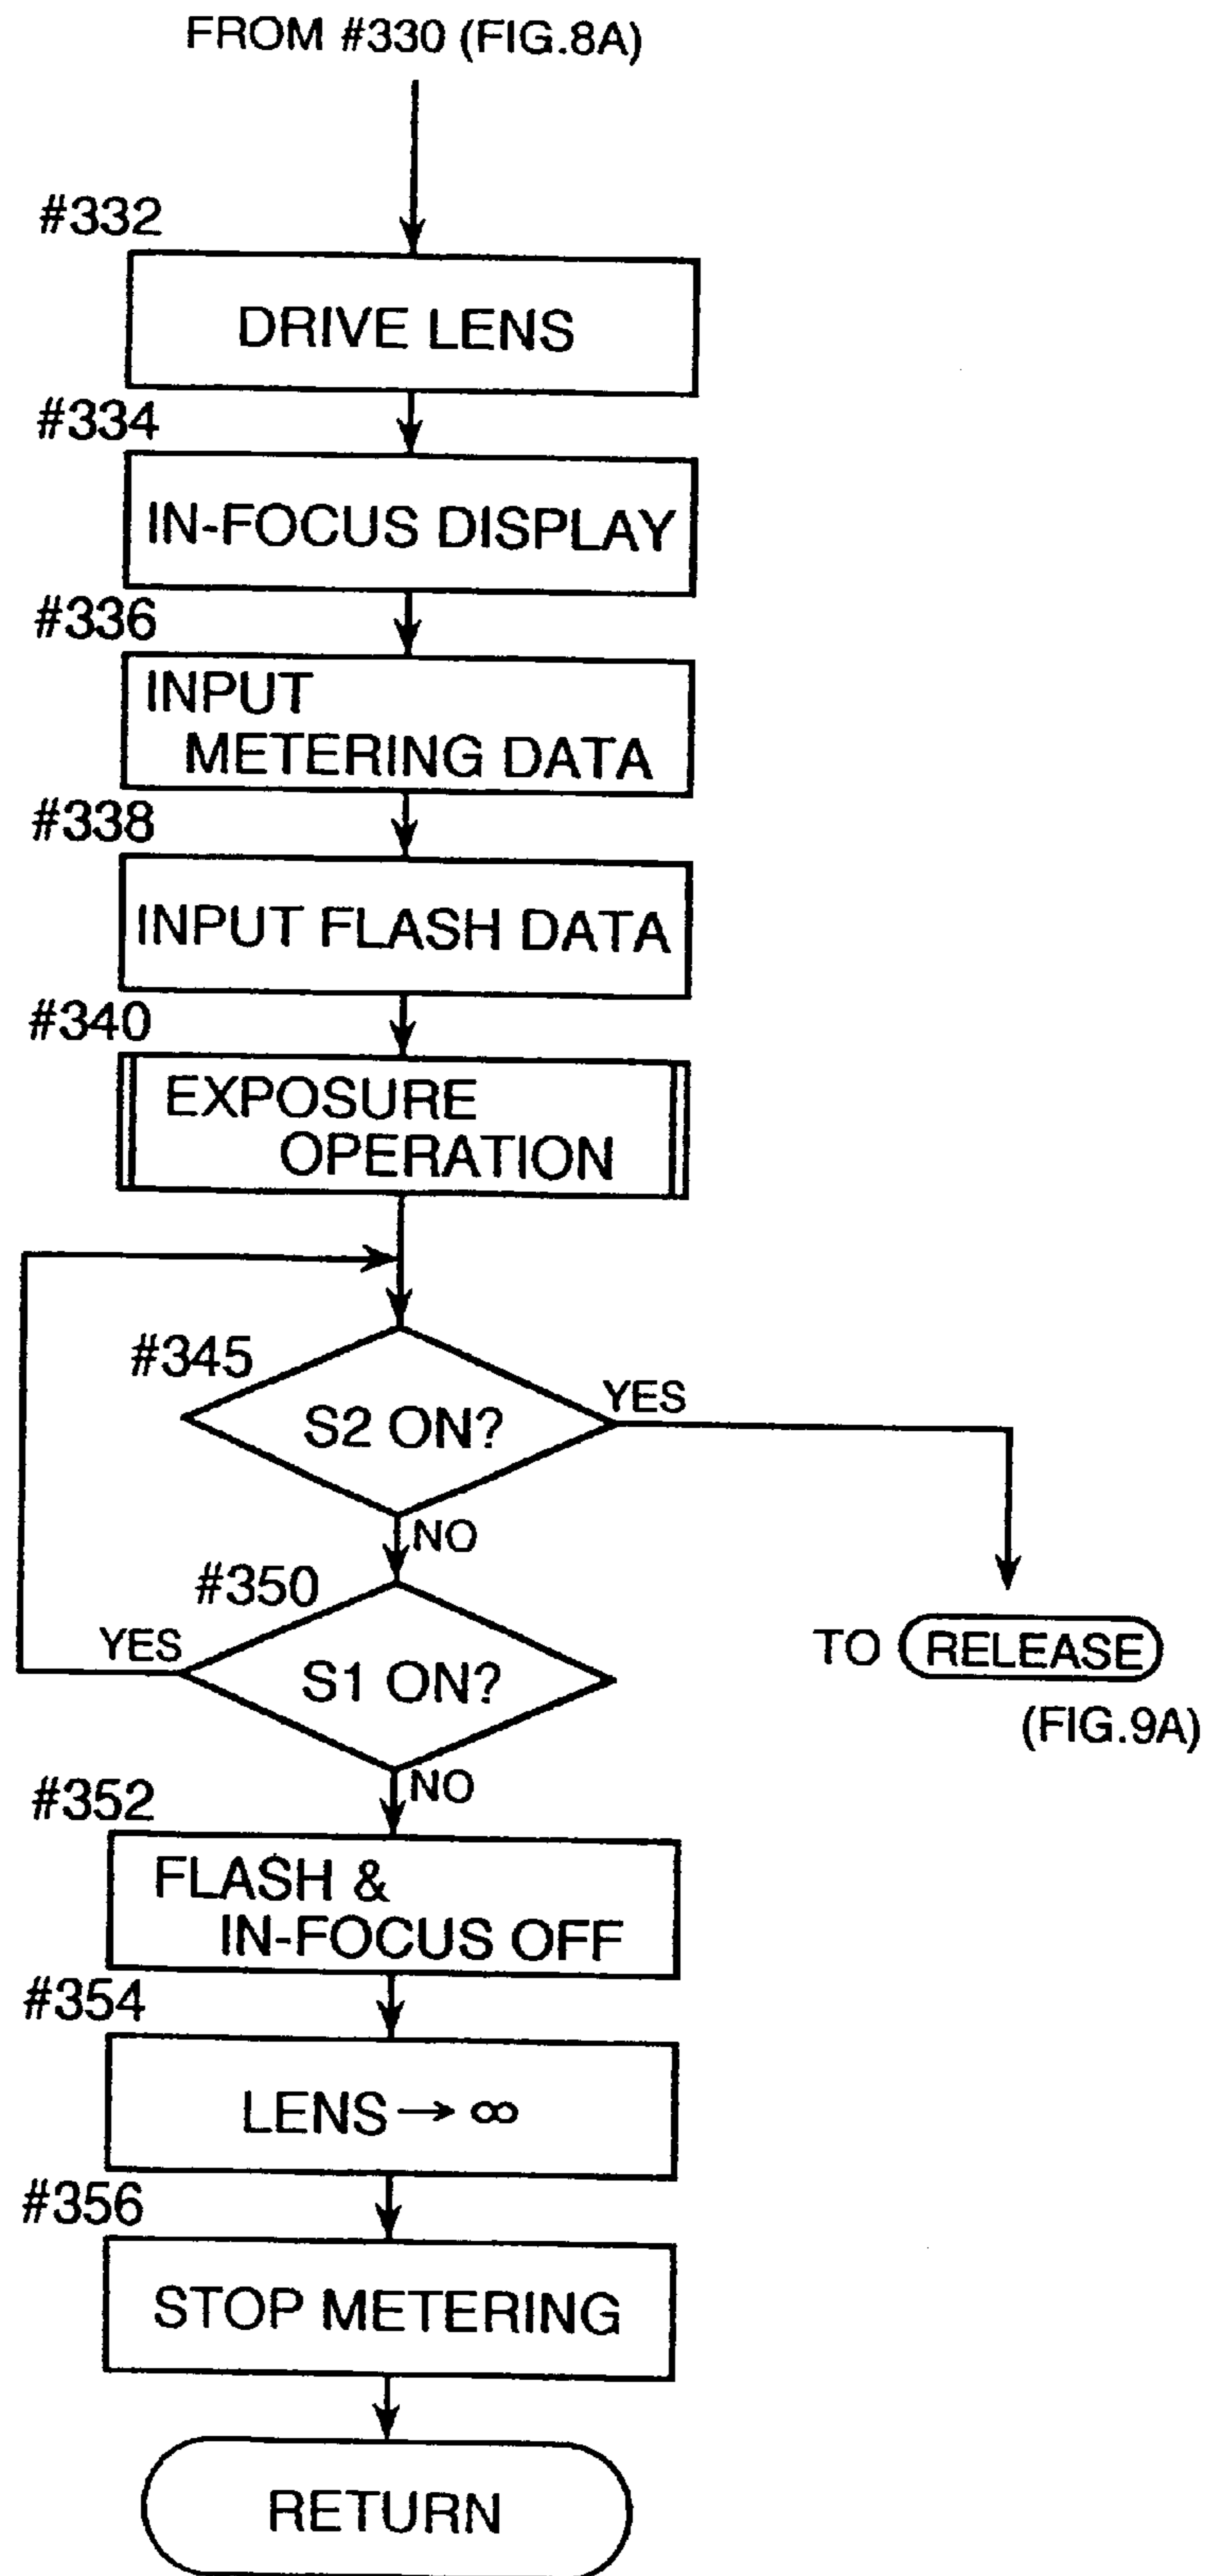 FROM #330 (FIG.8A)
#332
DRIVE LENS
#334
IN-FOCUS DISPLAY
#336
INPUT
METERING DATA
#338
INPUT FLASH DATA
#340
EXPOSURE
OPERATION
#345
S2 ON?
YES
NO
#350
YES
S1 ON?
TO RELEASE
(FIG.9A)
NO
#352
FLASH &
IN-FOCUS OFF
#354
LENS → ∞
#356
STOP METERING
RETURN